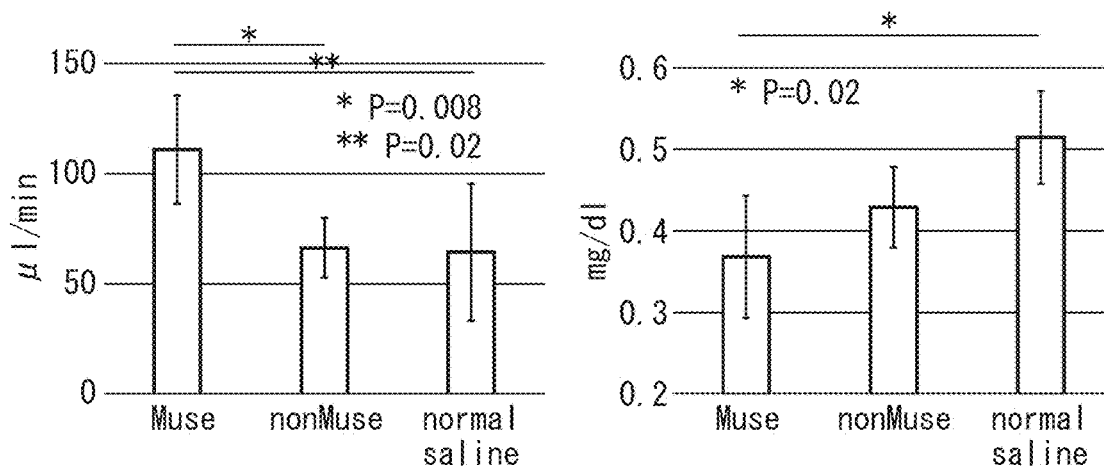 *
150
**
* P=0.008
** P=0.02
100
50
0
μl/min
Muse
nonMuse
normal
saline
*
0.6
* P=0.02
0.5
0.4
0.3
0.2
mg/dl
Muse
nonMuse
normal
saline